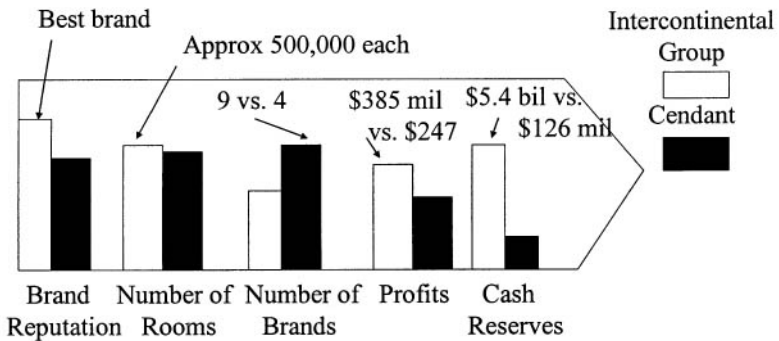 Best brand
Approx 500,000 each
9 vs. 4
$385 mil
vs. $247
$5.4 bil vs.
$126 mil
Intercontinental
Group
Cendant
Brand
Reputation
Number of
Rooms
Number of
Brands
Profits
Cash
Reserves